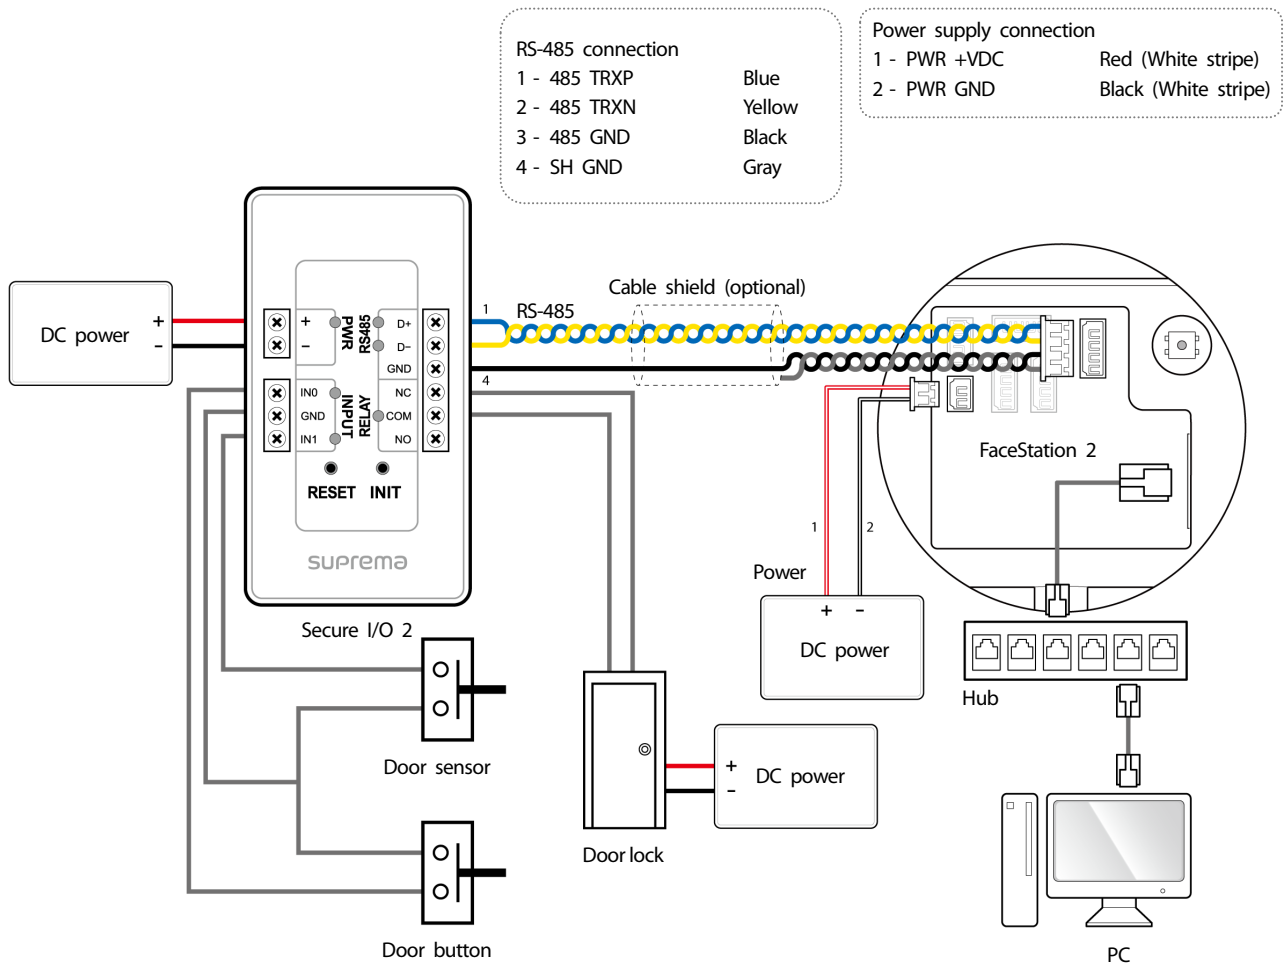 RS-485 connection
1 - 485 TRXP Blue
2 - 485 TRXN Yellow
3 - 485 GND Black
4 - SH GND Gray
Power supply connection
1 - PWR +VDC Red (White stripe)
2 - PWR GND Black (White stripe)
DC power
+
-
+
-
PWR
RS485
D+
D-
GND
IN0
GND
IN1
INPUT
RELAY
NC
COM
NO
RESET INIT
suprema
Secure I/O 2
1
4
RS-485
Cable shield (optional)
FaceStation 2
1
2
Power
+ -
DC power
Hub
PC
Door sensor
Door button
Door lock
+
-
DC power